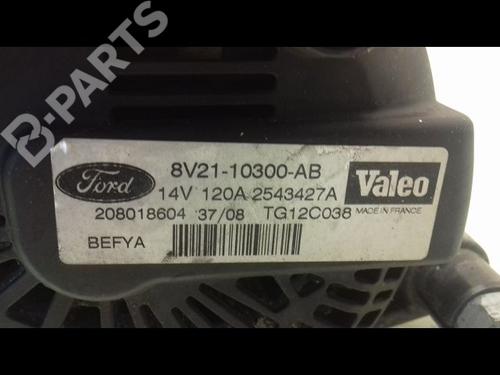 B-PARTS
Ford
8V21-10300-AB
14V 120A 2543427A
Valeo
MADE IN FRANCE
208018604 37/08 TG12C038
BEFYA